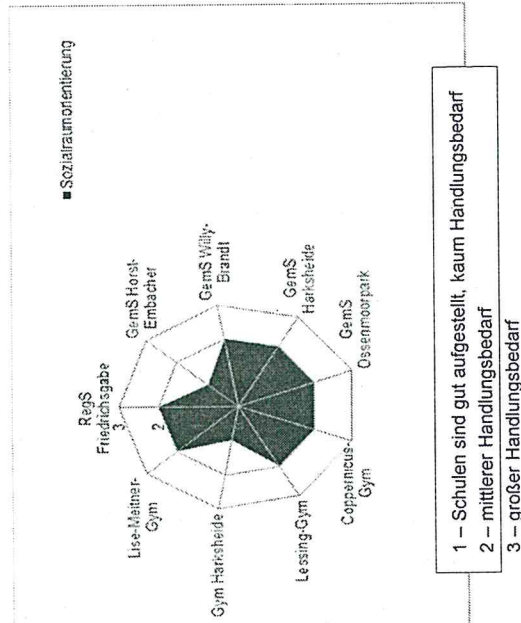 ■ Sozialraumorientierung
RegS
Friedrichsgabe
3
2
GemS Horst-
Embacher
GemS Willy-
Brandt
GemS
Harksheide
GemS
Ossenmoorpark
Coppernicus-
Gym
Lessing-Gym
Gym Harksheide
Lise-Meitner-
Gym
1 – Schulen sind gut aufgestellt, kaum Handlungsbedarf
2 – mittlerer Handlungsbedarf
3 – großer Handlungsbedarf